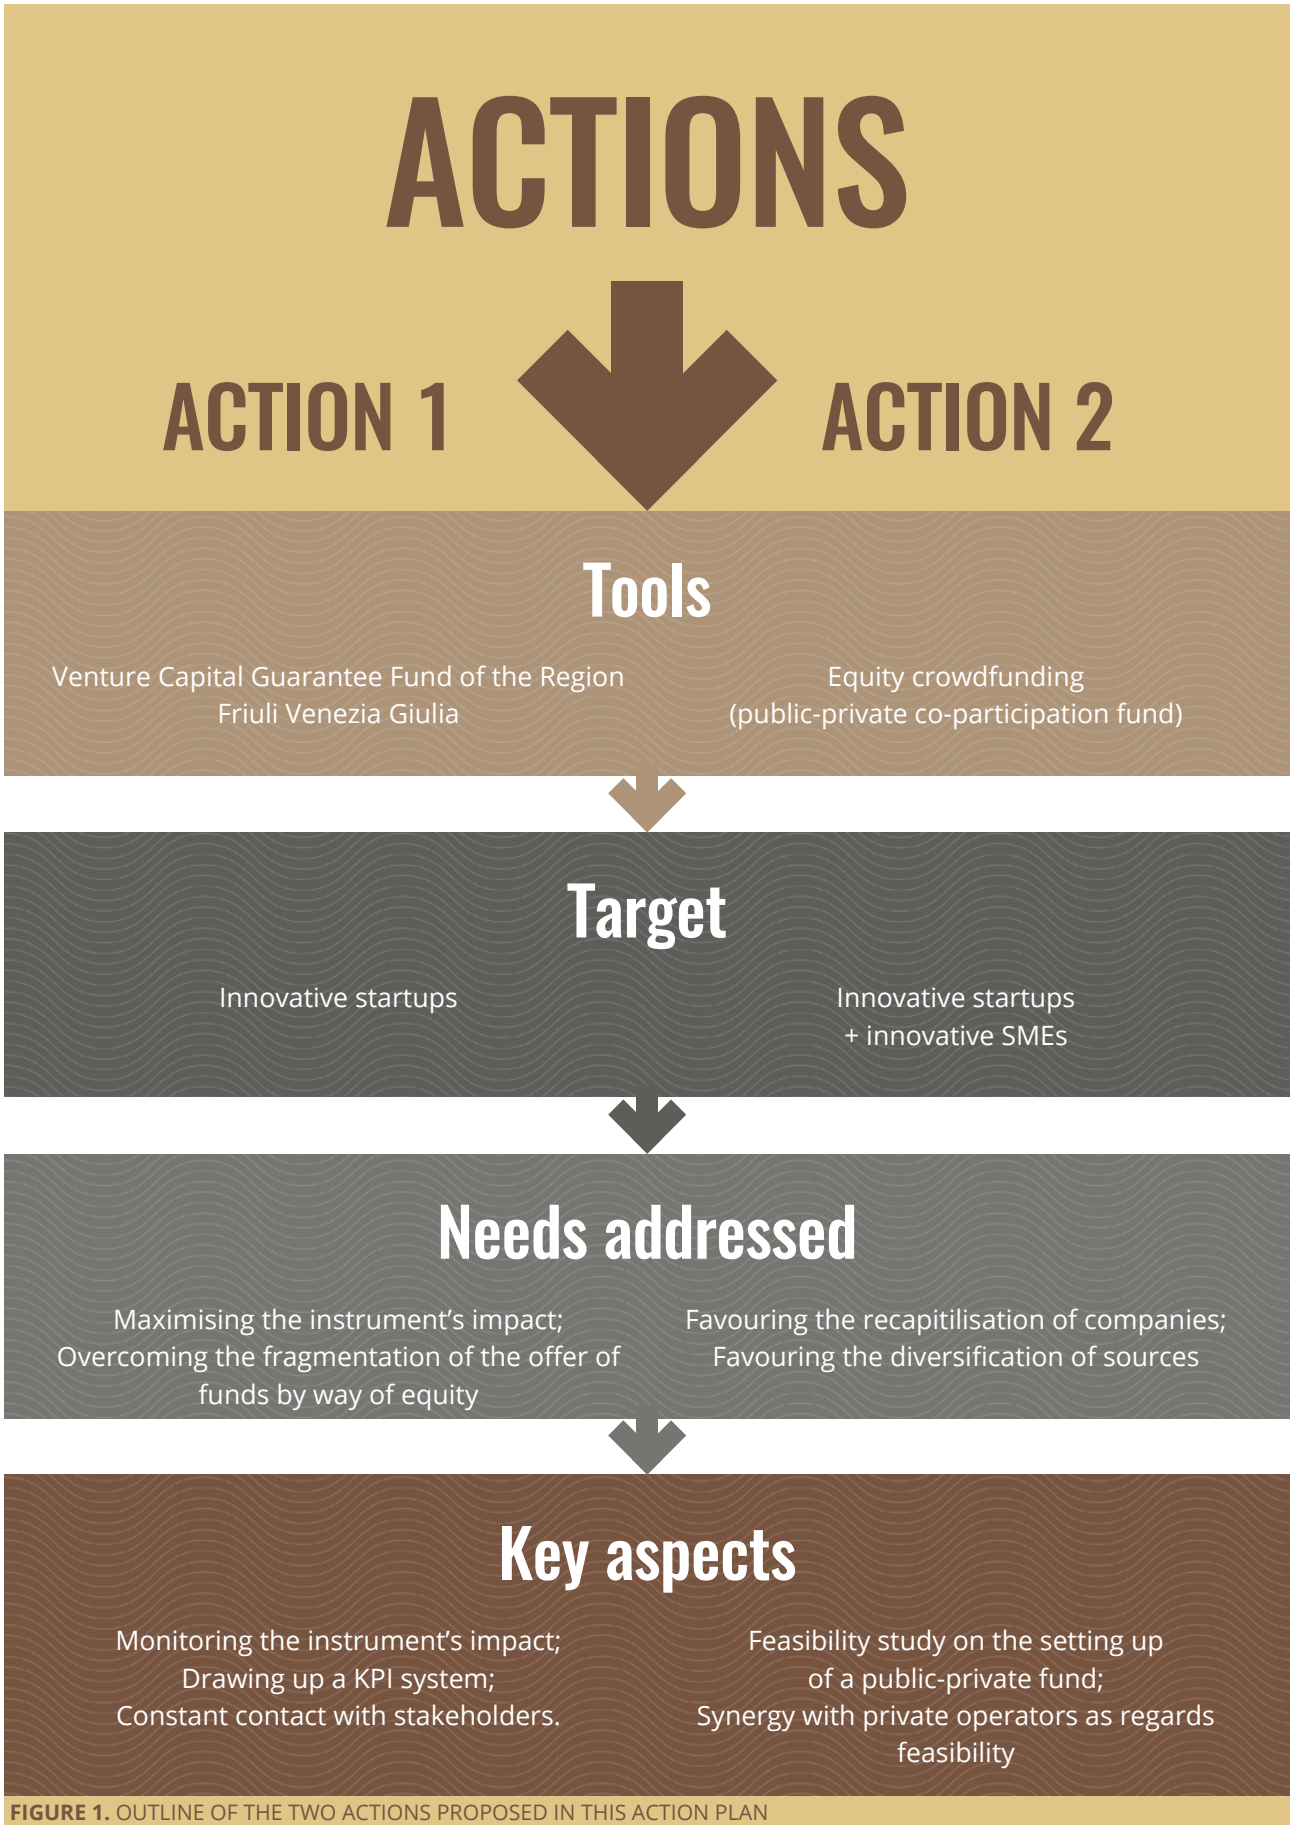 ACTIONS
ACTION 1
ACTION 2
Tools
Venture Capital Guarantee Fund of the Region
Friuli Venezia Giulia
Equity crowdfunding
(public-private co-participation fund)
Target
Innovative startups
Innovative startups
+ innovative SMEs
Needs addressed
Maximising the instrument's impact;
Overcoming the fragmentation of the offer of
funds by way of equity
Favouring the recapitilisation of companies;
Favouring the diversification of sources
Key aspects
Monitoring the instrument's impact;
Drawing up a KPI system;
Constant contact with stakeholders.
Feasibility study on the setting up
of a public-private fund;
Synergy with private operators as regards
feasibility
FIGURE 1. OUTLINE OF THE TWO ACTIONS PROPOSED IN THIS ACTION PLAN